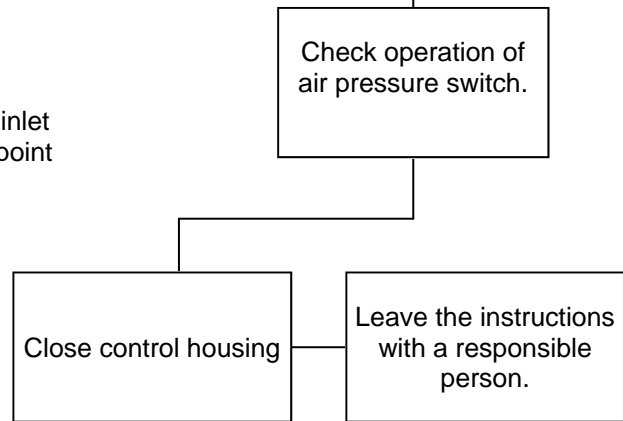 Check operation of
air pressure switch.
inlet
point
Close control housing
Leave the instructions
with a responsible
person.